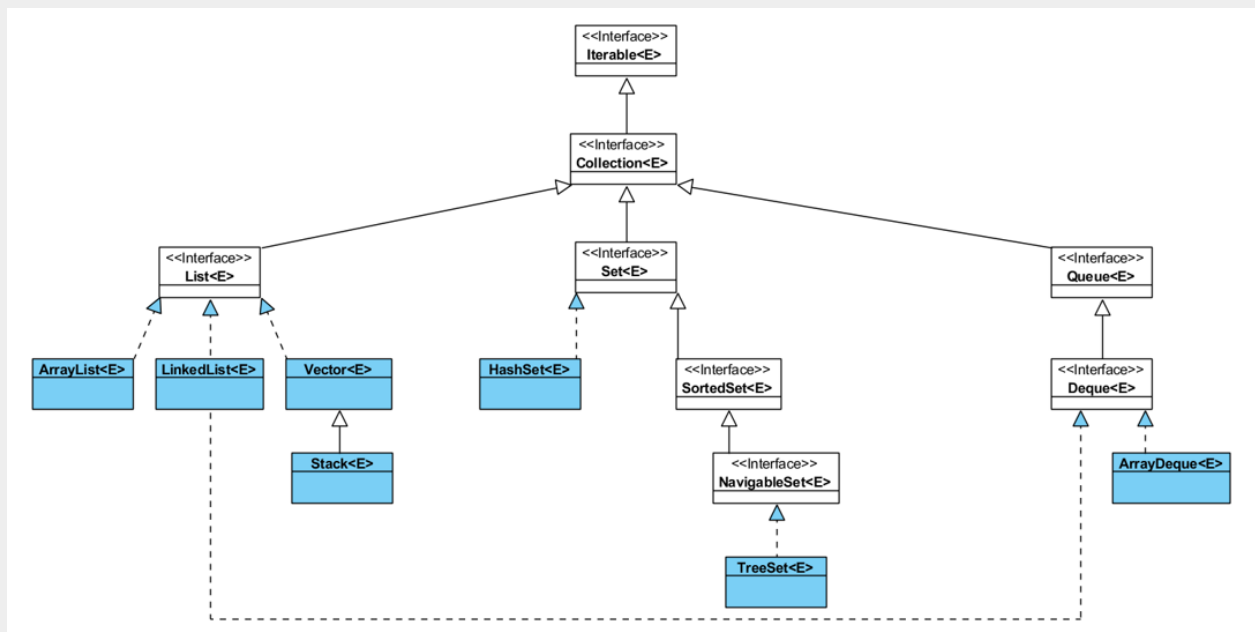 <<Interface>>
Iterable<E>
<<Interface>>
Collection<E>
<<Interface>>
List<E>
<<Interface>>
Set<E>
<<Interface>>
Queue<E>
ArrayList<E>
LinkedList<E>
Vector<E>
HashSet<E>
<<Interface>>
SortedSet<E>
<<Interface>>
Deque<E>
Stack<E>
<<Interface>>
NavigableSet<E>
ArrayDeque<E>
TreeSet<E>